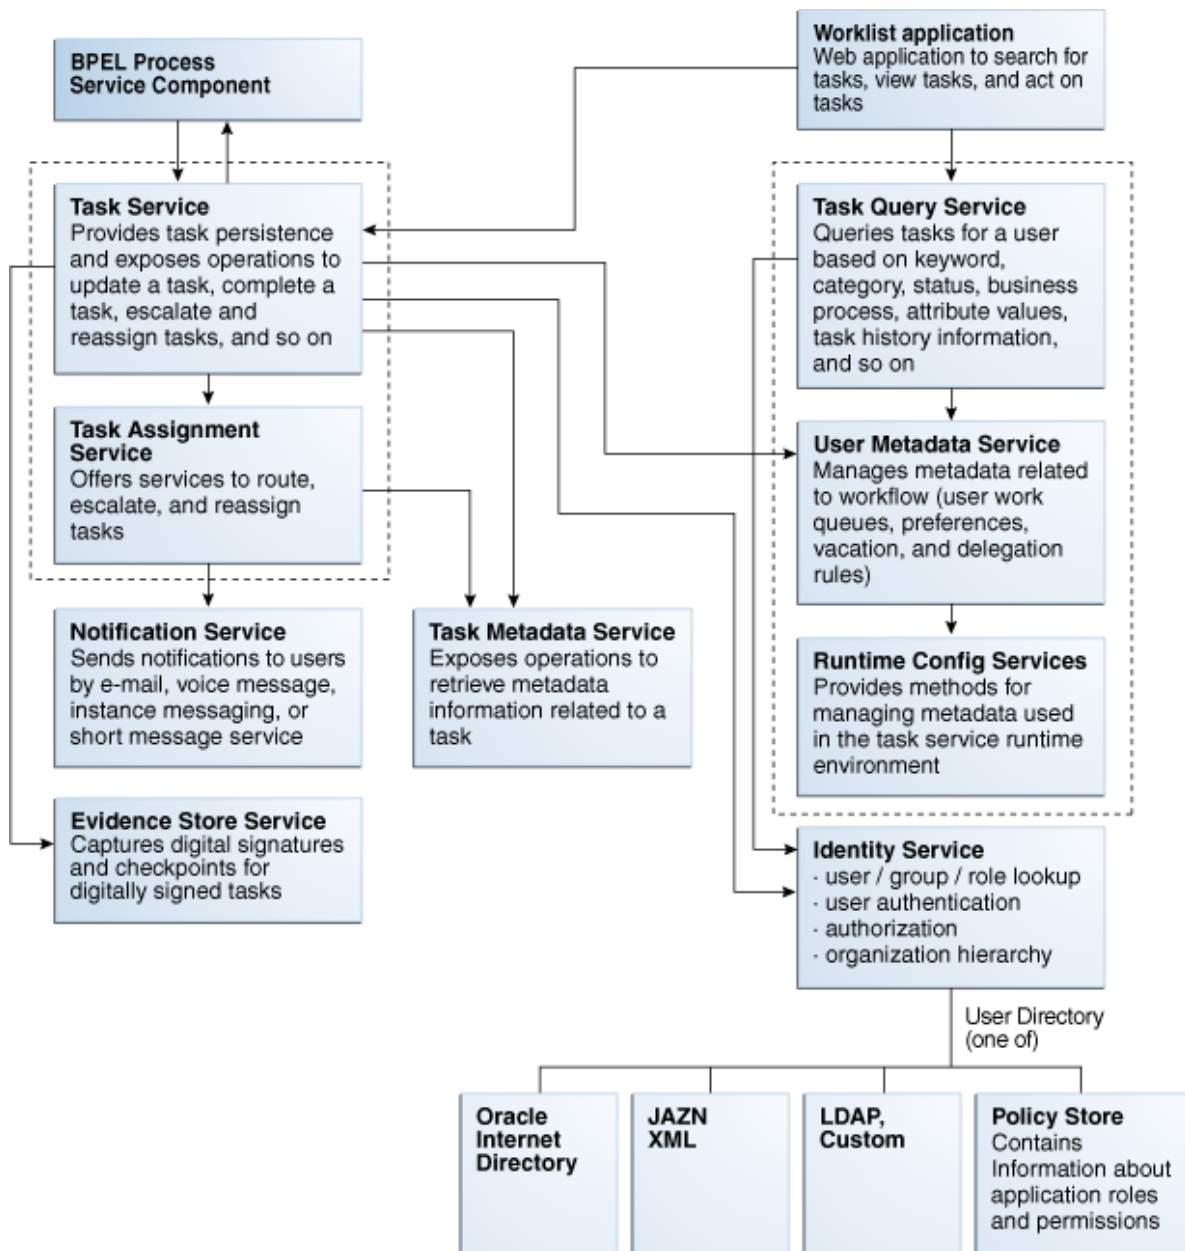 BPEL Process
Service Component
Worklist application
Web application to search for
tasks, view tasks, and act on
tasks
Task Service
Provides task persistence
and exposes operations to
update a task, complete a
task, escalate and
reassign tasks, and so on
Task Query Service
Queries tasks for a user
based on keyword,
category, status, business
process, attribute values,
task history information,
and so on
Task Assignment
Service
Offers services to route,
escalate, and reassign
tasks
User Metadata Service
Manages metadata related
to workflow (user work
queues, preferences,
vacation, and delegation
rules)
Notification Service
Sends notifications to users
by e-mail, voice message,
instance messaging, or
short message service
Task Metadata Service
Exposes operations to
retrieve metadata
information related to a
task
Runtime Config Services
Provides methods for
managing metadata used
in the task service runtime
environment
Evidence Store Service
Captures digital signatures
and checkpoints for
digitally signed tasks
Identity Service
· user / group / role lookup
· user authentication
· authorization
· organization hierarchy
User Directory
(one of)
Oracle
Internet
Directory
JAZN
XML
LDAP,
Custom
Policy Store
Contains
Information about
application roles
and permissions